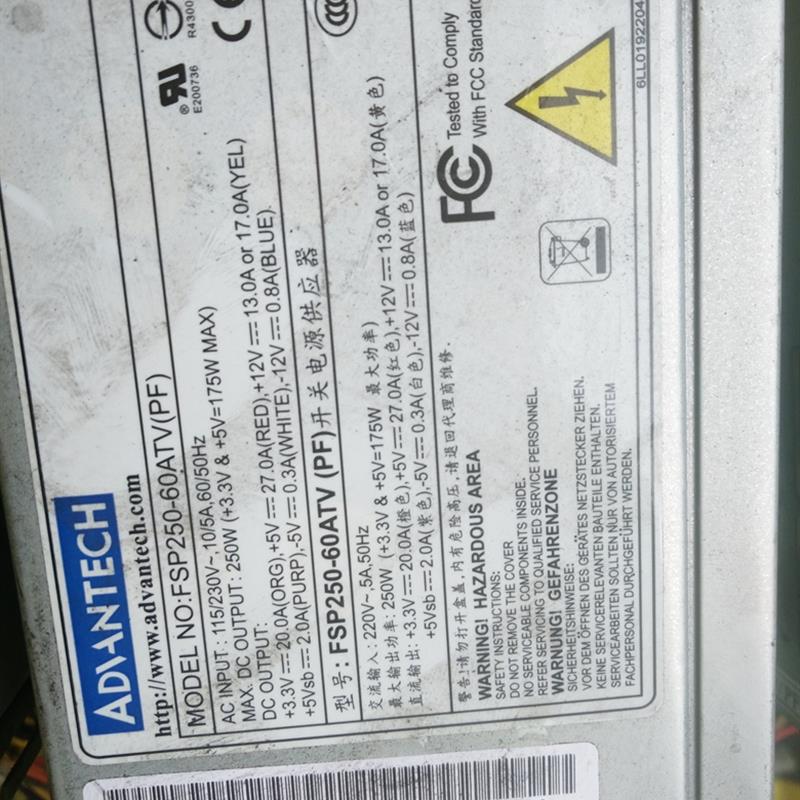 ADVANTECH
http://www.advantech.com
MODEL NO:FSP250-60ATV(PF)
AC INPUT : 115/230V~,10/5A,60/50Hz
MAX. DC OUTPUT : 250W (+3.3V & +5V=175W MAX)
DC OUTPUT:
+3.3V⎓20.0A(ORG),+5V⎓27.0A(RED),+12V⎓13.0A or 17.0A(YEL)
+5Vsb⎓2.0A(PURP),-5V⎓0.3A(WHITE),-12V⎓0.8A(BLUE).
型号: FSP250-60ATV (PF)开关电源供应器
交流输入: 220V~,5A,50Hz
最大输出功率: 250W (+3.3V & +5V=175W 最大功率)
直流输出: +3.3V⎓20.0A(橙色),+5V⎓27.0A(红色),+12V⎓13.0A or 17.0A(黄色)
+5Vsb⎓2.0A(紫色),-5V⎓0.3A(白色),-12V⎓0.8A(蓝色)
警告!请勿打开盒盖,内有危险高压,请退回代理商维修.
WARNING! HAZARDOUS AREA
SAFETY INSTRUCTIONS:
DO NOT REMOVE THE COVER
NO SERVICEABLE COMPONENTS INSIDE.
REFER SERVICING TO QUALIFIED SERVICE PERSONNEL.
WARNUNG! GEFAHRENZONE
SICHERHEITSHINWEISE:
VOR DEM ÖFFNEN DES GERÄTES NETZSTECKER ZIEHEN.
KEINE SERVICERELEVANTEN BAUTEILE ENTHALTEN.
SERVICEARBEITEN SOLLTEN NUR VON AUTORISIERTEM
FACHPERSONAL DURCHGEFÜHRT WERDEN.
®
E200736
R4300
CE
CCC
FC
Tested to Comply
With FCC Standard
6LL0192204